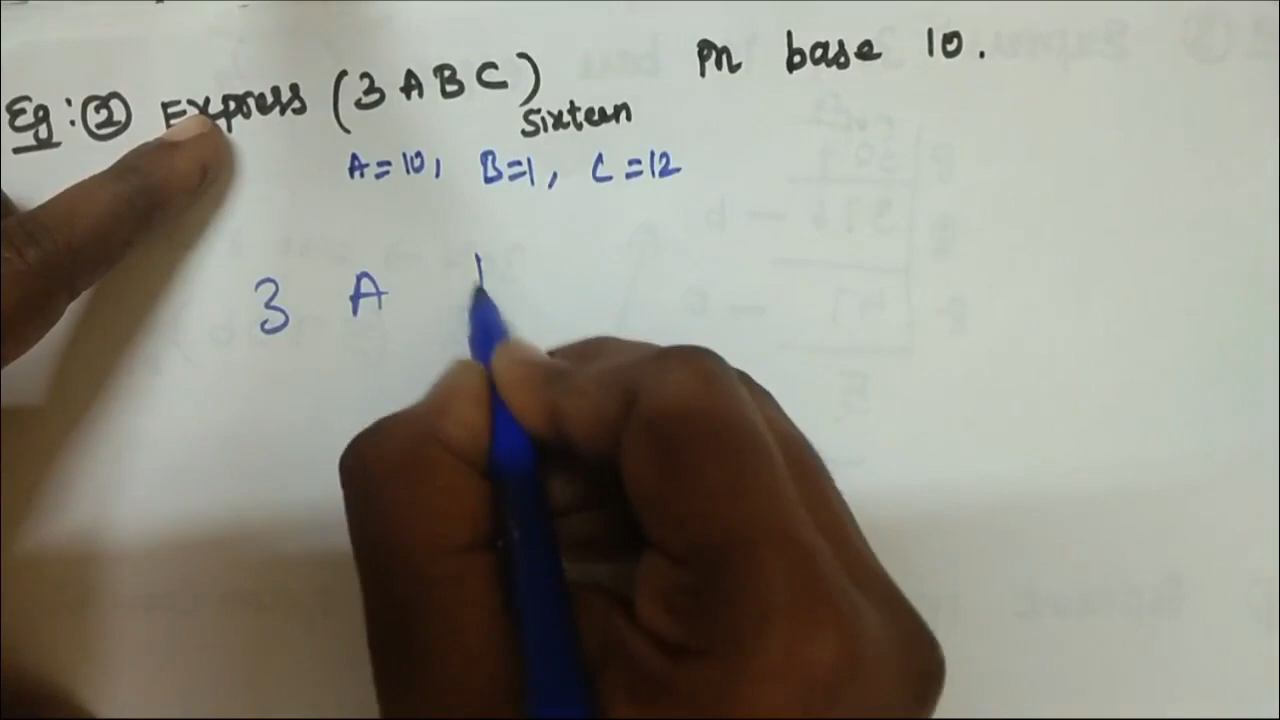 Eg: ② Express (3 A B C)sixteen in base 10.
A=10, B=1, C=12
3 A